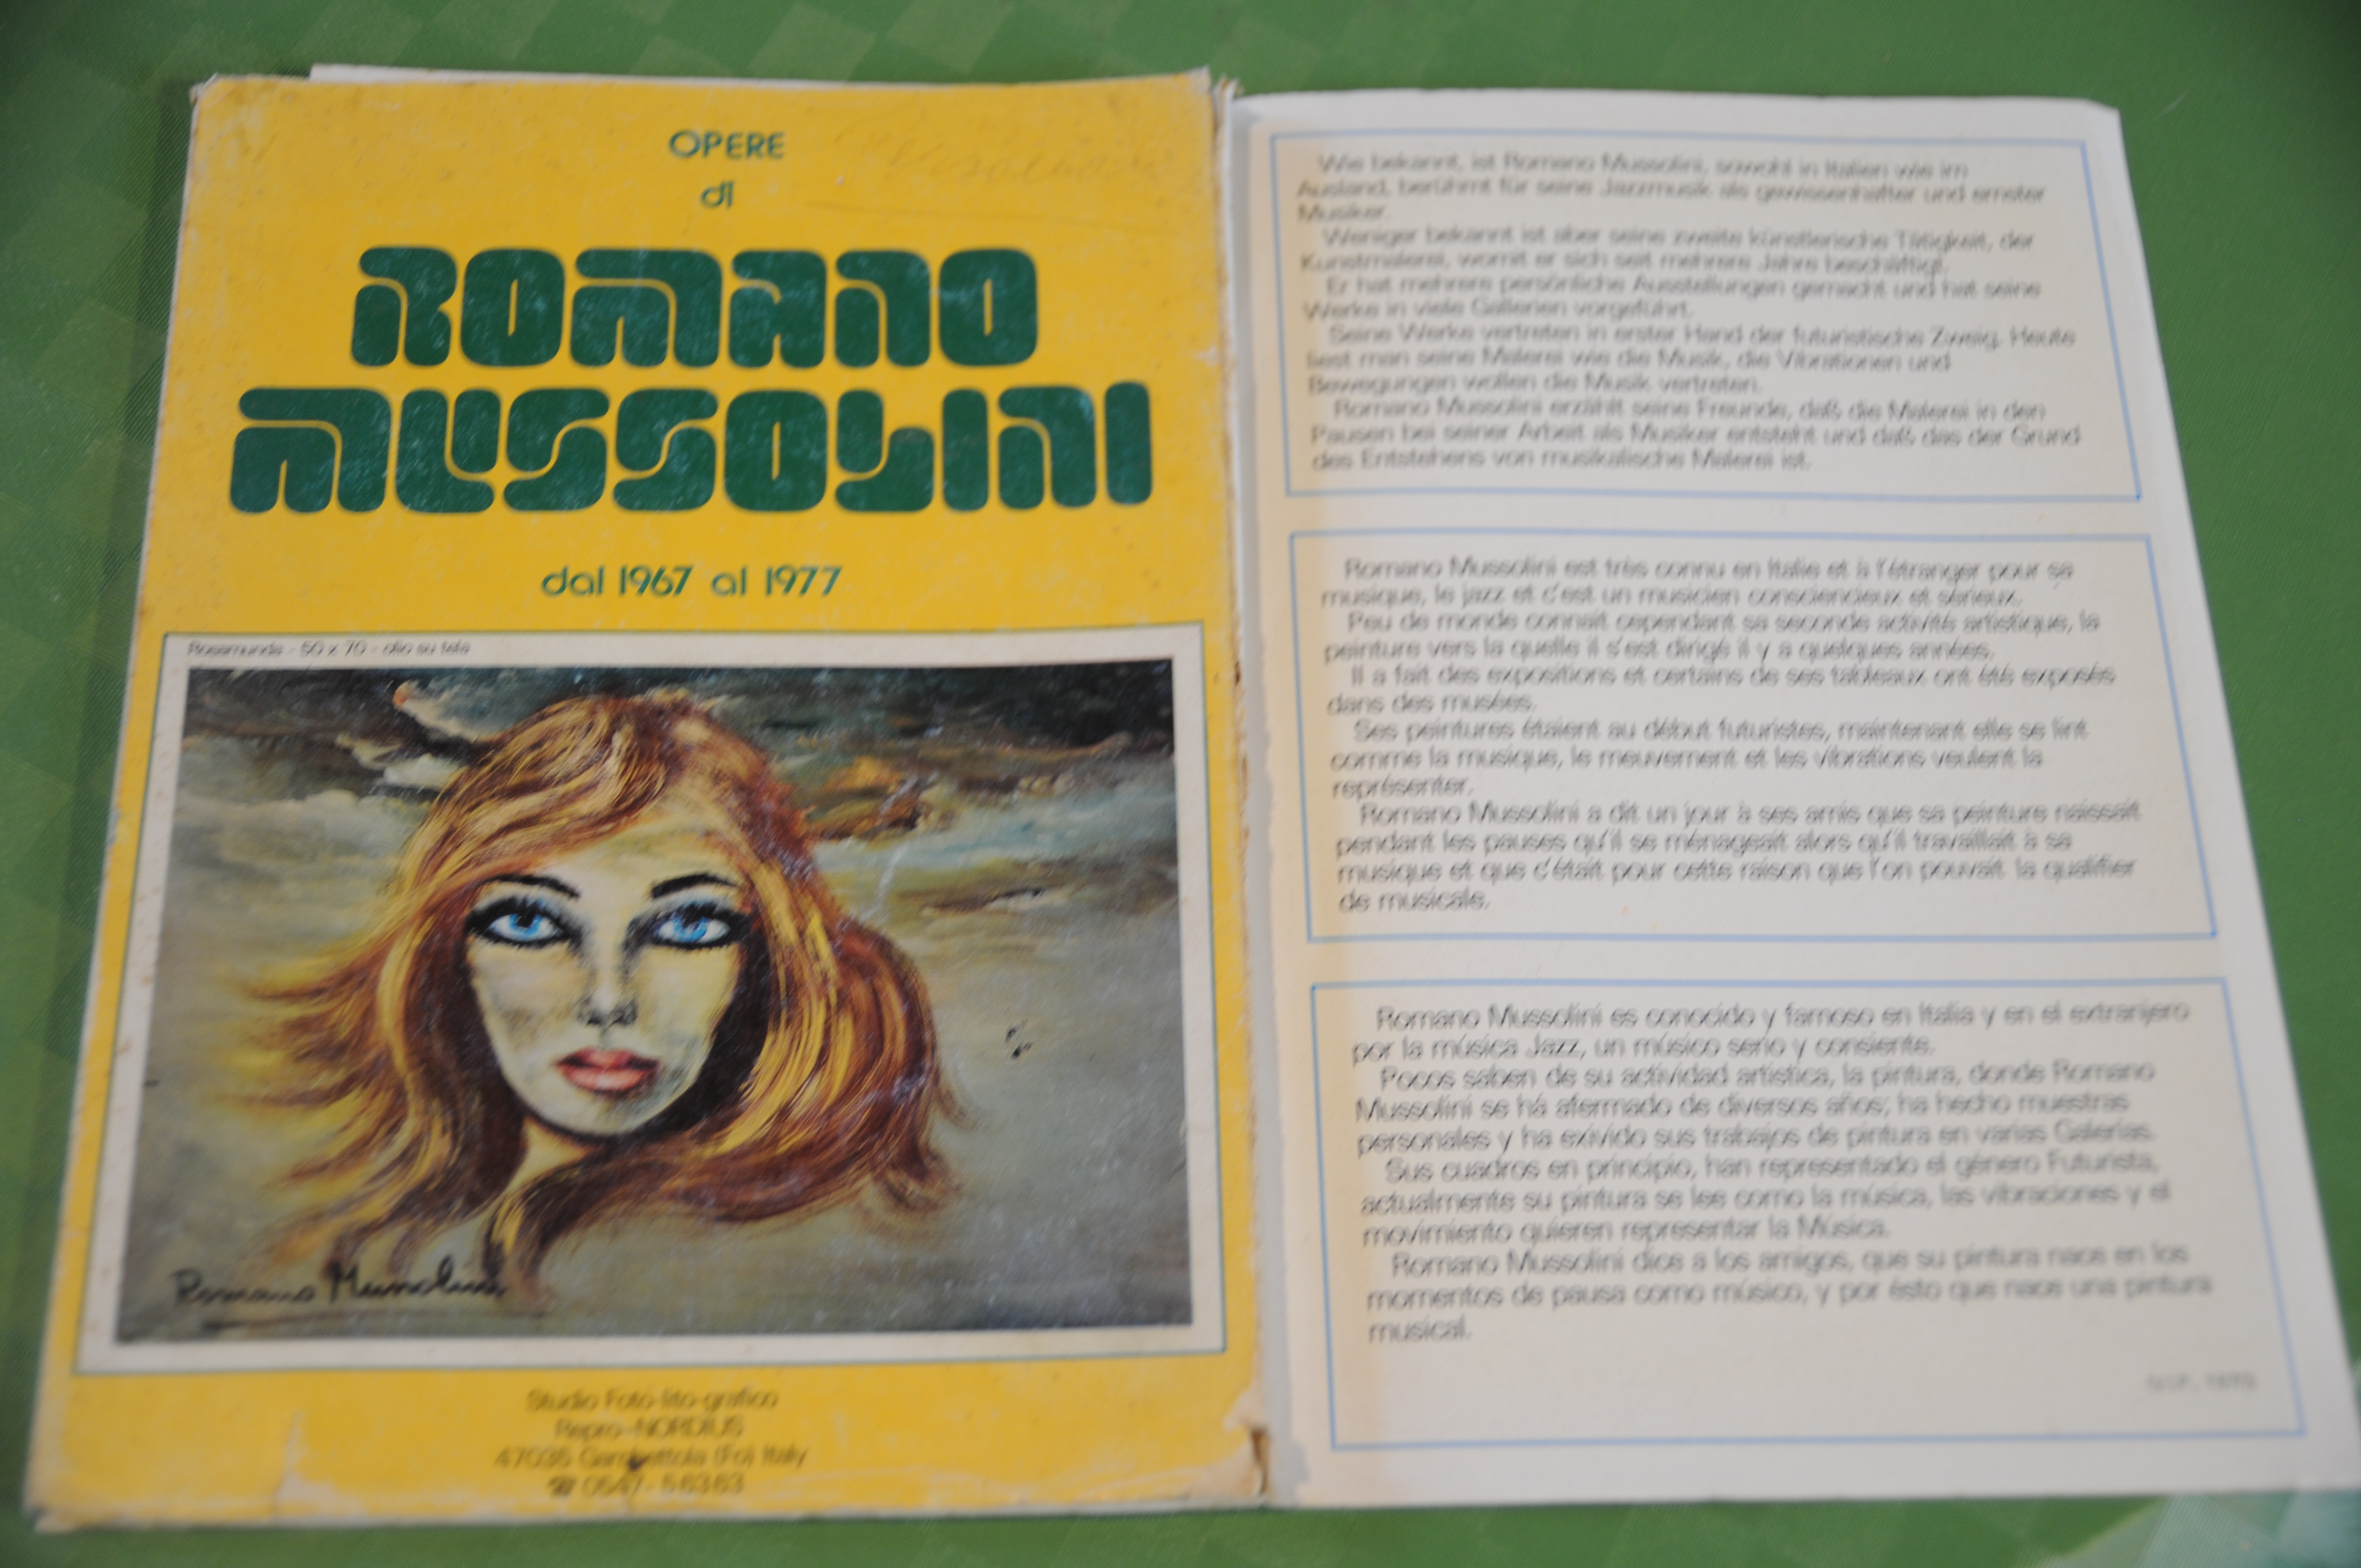 OPERE
di
ROMANO
MUSSOLINI
dal 1967 al 1977
Rosamunda - 50 x 70 - olio su tela
Romano Mussolini
Studio Foto-lito-grafico
Repro-NORDIUS
47035 Gambettola (Fo) Italy
☎ 0547-56363
Wie bekannt, ist Romano Mussolini, sowohl in Italien wie im
Ausland, berühmt für seine Jazzmusik als gewissenhafter und ernster
Musiker.
Weniger bekannt ist aber seine zweite künstlerische Tätigkeit, der
Kunstmalerei, womit er sich seit mehrere Jahre beschäftigt.
Er hat mehrere persönliche Ausstellungen gemacht und hat seine
Werke in viele Gallerien vorgeführt.
Seine Werke vertreten in erster Hand der futuristische Zweig. Heute
liest man seine Malerei wie die Musik, die Vibrationen und
Bewegungen wollen die Musik vertreten.
Romano Mussolini erzählt seine Freunde, daß die Malerei in den
Pausen bei seiner Arbeit als Musiker entsteht und daß das der Grund
des Entstehens von musikalische Malerei ist.
Romano Mussolini est très connu en Italie et à l'étranger pour sa
musique, le jazz et c'est un musicien consciencieux et sérieux.
Peu de monde connaît cependant sa seconde activité artistique, la
peinture vers la quelle il s'est dirigé il y a quelques années.
Il a fait des expositions et certains de ses tableaux ont été exposés
dans des musées.
Ses peintures étaient au début futuristes, maintenant elle se lint
comme la musique, le meuvement et les vibrations veulent la
représenter.
Romano Mussolini a dit un jour à ses amis que sa peinture naissait
pendant les pauses qu'il se ménageait alors qu'il travaillait à sa
musique et que c'était pour cette raison que l'on pouvait la qualifier
de musicale.
Romano Mussolini es conocido y famoso en Italia y en el extranjero
por la música Jazz, un músico serio y consiente.
Pocos saben de su actividad artística, la pintura, donde Romano
Mussolini se há afermado de diversos años; ha hecho muestras
personales y ha exivido sus trabajos de pintura en varias Galerias.
Sus cuadros en principio, han representado el género Futurista,
actualmente su pintura se lee como la música, las vibraciones y el
movimiento quieren representar la Música.
Romano Mussolini dice a los amigos, que su pintura nace en los
momentos de pausa como músico, y por ésto que nace una pintura
musical.